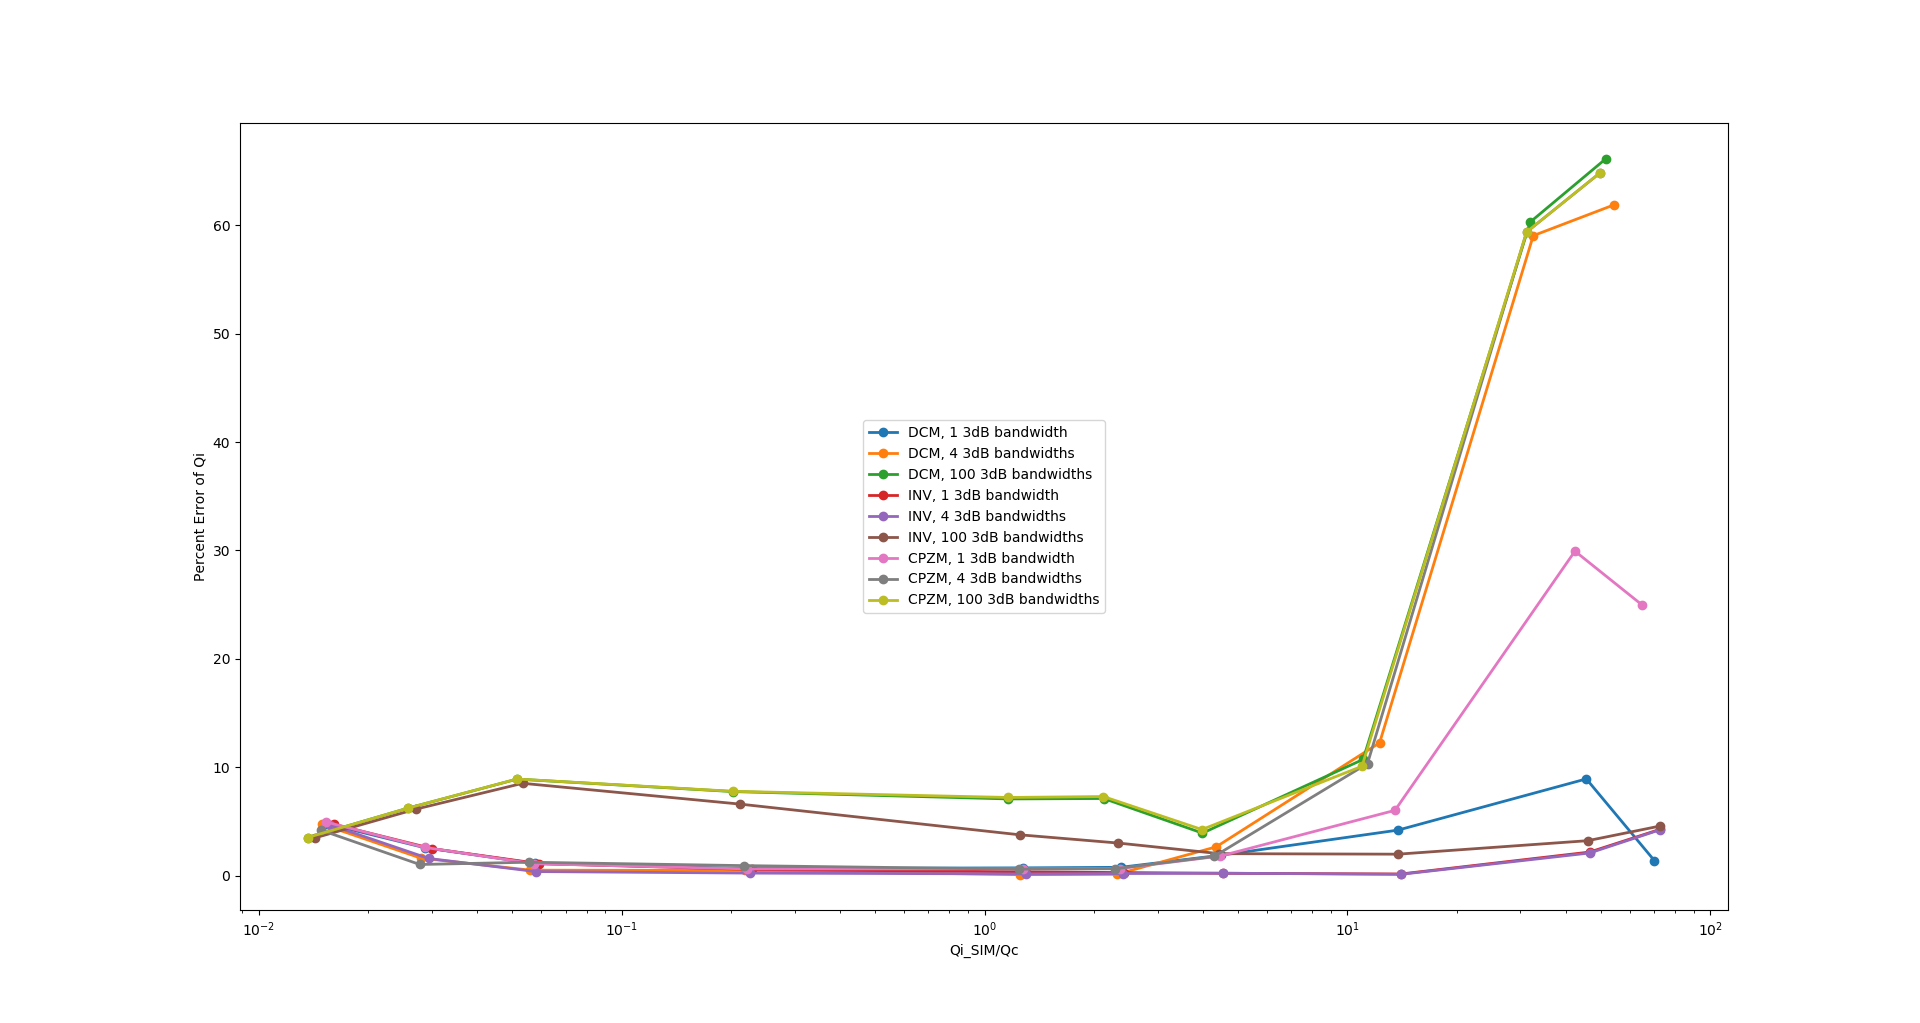 60
50
40
30
20
10
0
Percent Error of Qi
DCM, 1 3dB bandwidth
DCM, 4 3dB bandwidths
DCM, 100 3dB bandwidths
INV, 1 3dB bandwidth
INV, 4 3dB bandwidths
INV, 100 3dB bandwidths
CPZM, 1 3dB bandwidth
CPZM, 4 3dB bandwidths
CPZM, 100 3dB bandwidths
10⁻² 10⁻¹ 10⁰ 10¹ 10²
Qi_SIM/Qc